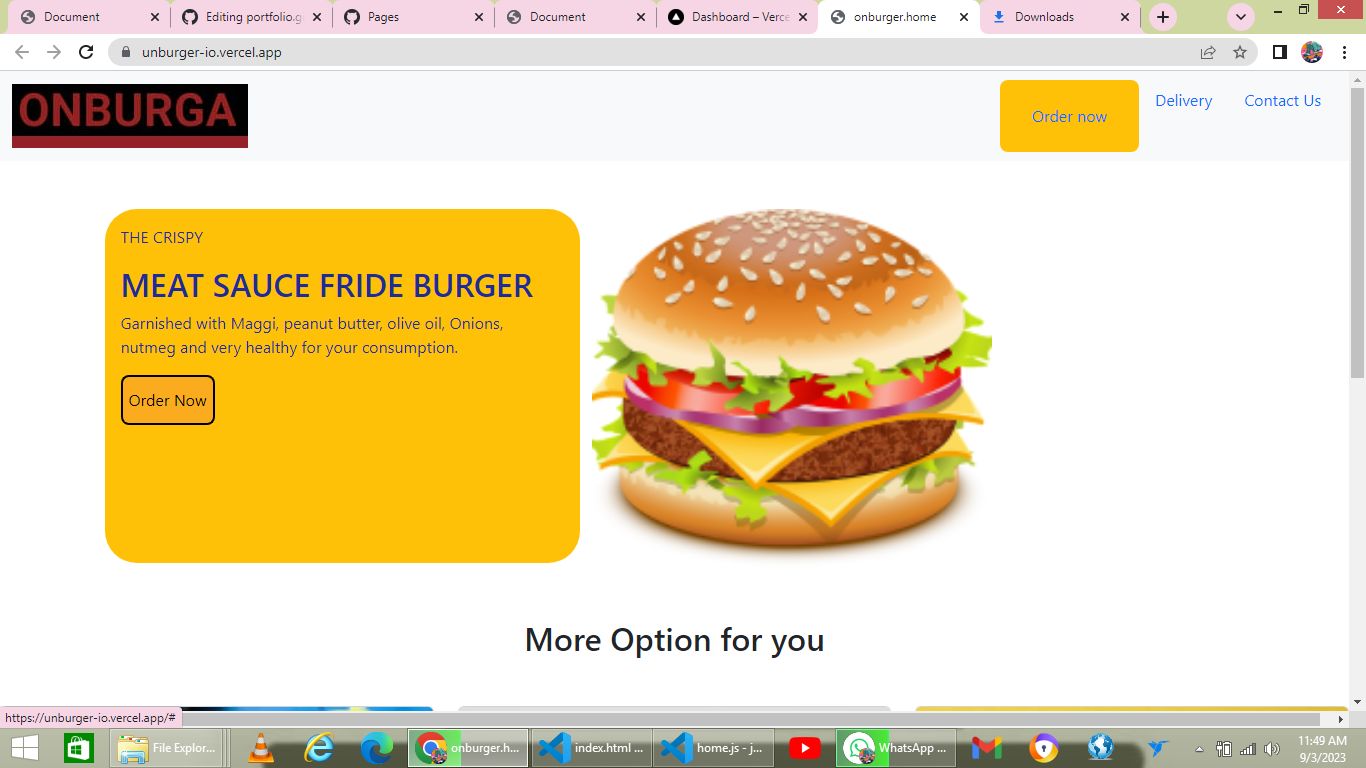 Document
Editing portfolio.g
Pages
Document
Dashboard – Verce
onburger.home
Downloads
unburger-io.vercel.app
ONBURGA
Order now
Delivery
Contact Us
THE CRISPY
MEAT SAUCE FRIDE BURGER
Garnished with Maggi, peanut butter, olive oil, Onions,
nutmeg and very healthy for your consumption.
Order Now
More Option for you
https://unburger-io.vercel.app/#
File Explor...
onburger.h...
index.html ...
home.js - j...
WhatsApp ...
11:49 AM
9/3/2023